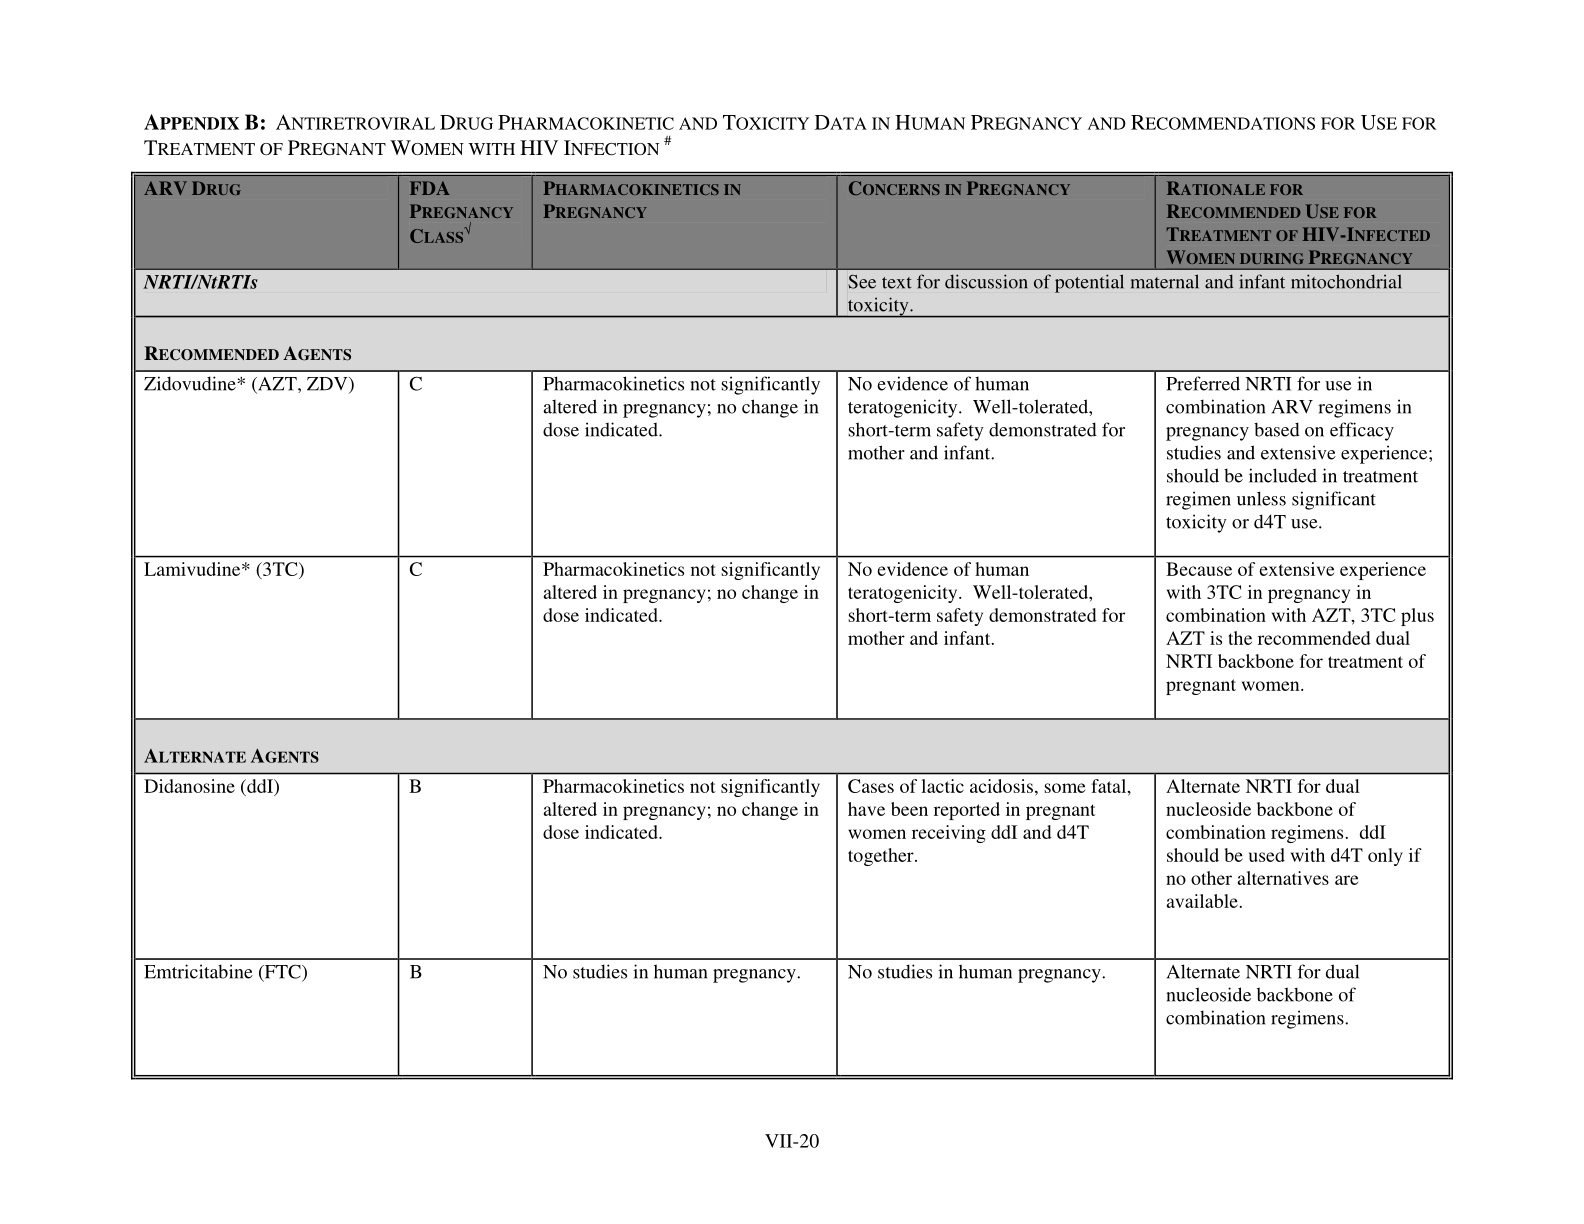 APPENDIX B: ANTIRETROVIRAL DRUG PHARMACOKINETIC AND TOXICITY DATA IN HUMAN PREGNANCY AND RECOMMENDATIONS FOR USE FOR
TREATMENT OF PREGNANT WOMEN WITH HIV INFECTION #
ARV DRUG
FDA
PREGNANCY
CLASS√
PHARMACOKINETICS IN
PREGNANCY
CONCERNS IN PREGNANCY
RATIONALE FOR
RECOMMENDED USE FOR
TREATMENT OF HIV-INFECTED
WOMEN DURING PREGNANCY
NRTI/NtRTIs
See text for discussion of potential maternal and infant mitochondrial
toxicity.
RECOMMENDED AGENTS
Zidovudine* (AZT, ZDV)
C
Pharmacokinetics not significantly
altered in pregnancy; no change in
dose indicated.
No evidence of human
teratogenicity. Well-tolerated,
short-term safety demonstrated for
mother and infant.
Preferred NRTI for use in
combination ARV regimens in
pregnancy based on efficacy
studies and extensive experience;
should be included in treatment
regimen unless significant
toxicity or d4T use.
Lamivudine* (3TC)
C
Pharmacokinetics not significantly
altered in pregnancy; no change in
dose indicated.
No evidence of human
teratogenicity. Well-tolerated,
short-term safety demonstrated for
mother and infant.
Because of extensive experience
with 3TC in pregnancy in
combination with AZT, 3TC plus
AZT is the recommended dual
NRTI backbone for treatment of
pregnant women.
ALTERNATE AGENTS
Didanosine (ddI)
B
Pharmacokinetics not significantly
altered in pregnancy; no change in
dose indicated.
Cases of lactic acidosis, some fatal,
have been reported in pregnant
women receiving ddI and d4T
together.
Alternate NRTI for dual
nucleoside backbone of
combination regimens. ddI
should be used with d4T only if
no other alternatives are
available.
Emtricitabine (FTC)
B
No studies in human pregnancy.
No studies in human pregnancy.
Alternate NRTI for dual
nucleoside backbone of
combination regimens.
VII-20